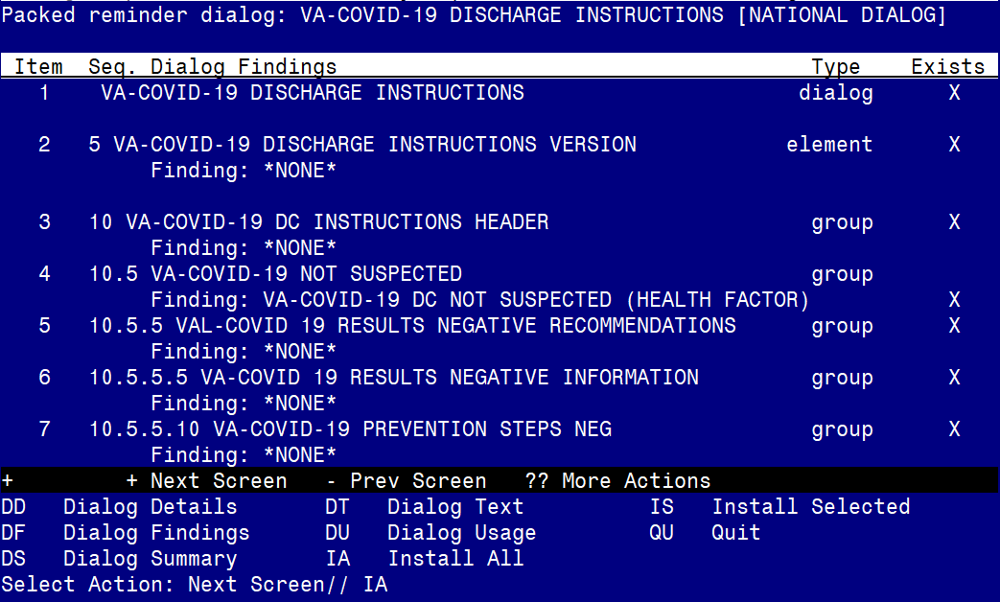 Packed reminder dialog: VA-COVID-19 DISCHARGE INSTRUCTIONS [NATIONAL DIALOG]
Item Seq. Dialog Findings Type Exists
1 VA-COVID-19 DISCHARGE INSTRUCTIONS dialog X
2 5 VA-COVID-19 DISCHARGE INSTRUCTIONS VERSION element X
Finding: *NONE*
3 10 VA-COVID-19 DC INSTRUCTIONS HEADER group X
Finding: *NONE*
4 10.5 VA-COVID-19 NOT SUSPECTED group
Finding: VA-COVID-19 DC NOT SUSPECTED (HEALTH FACTOR) X
5 10.5.5 VAL-COVID 19 RESULTS NEGATIVE RECOMMENDATIONS group X
Finding: *NONE*
6 10.5.5.5 VA-COVID 19 RESULTS NEGATIVE INFORMATION group X
Finding: *NONE*
7 10.5.5.10 VA-COVID-19 PREVENTION STEPS NEG group X
Finding: *NONE*
+ + Next Screen - Prev Screen ?? More Actions
DD Dialog Details DT Dialog Text IS Install Selected
DF Dialog Findings DU Dialog Usage QU Quit
DS Dialog Summary IA Install All
Select Action: Next Screen// IA